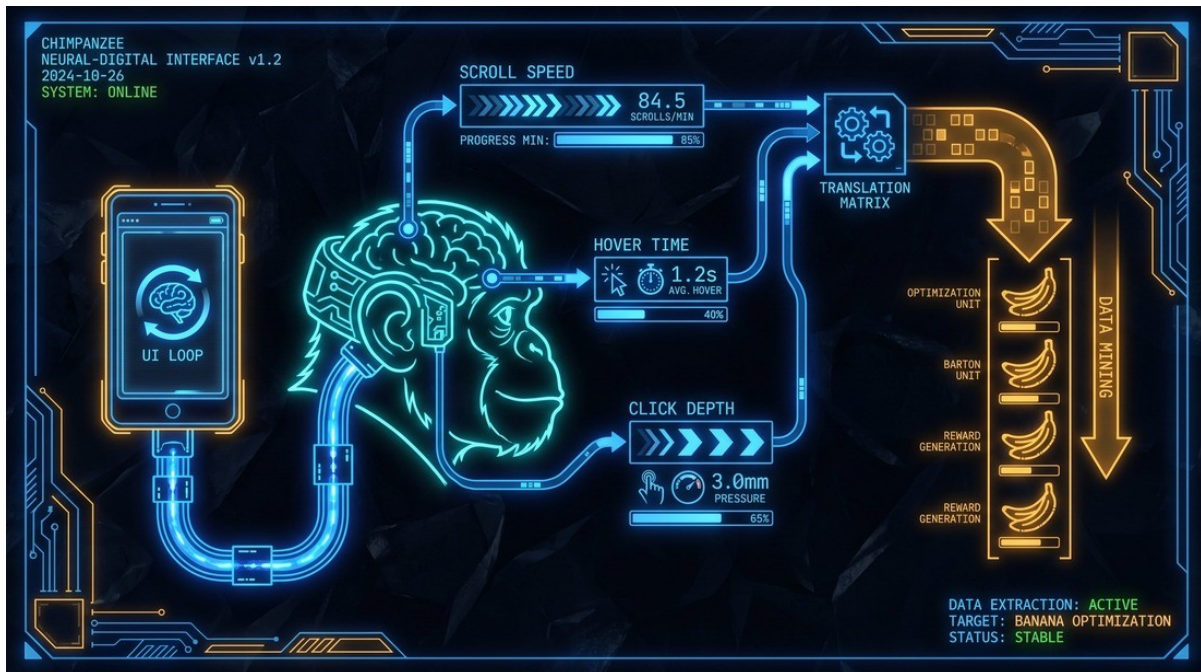 CHIMPANZEE
NEURAL-DIGITAL INTERFACE v1.2
2024-10-26
SYSTEM: ONLINE
SCROLL SPEED
84.5
SCROLLS/MIN
PROGRESS MIN:
85%
TRANSLATION
MATRIX
HOVER TIME
1.2s
AVG. HOVER
40%
UI LOOP
CLICK DEPTH
3.0mm
PRESSURE
65%
OPTIMIZATION
UNIT
BARTON
UNIT
REWARD
GENERATION
REWARD
GENERATION
DATA MINING
DATA EXTRACTION: ACTIVE
TARGET: BANANA OPTIMIZATION
STATUS: STABLE